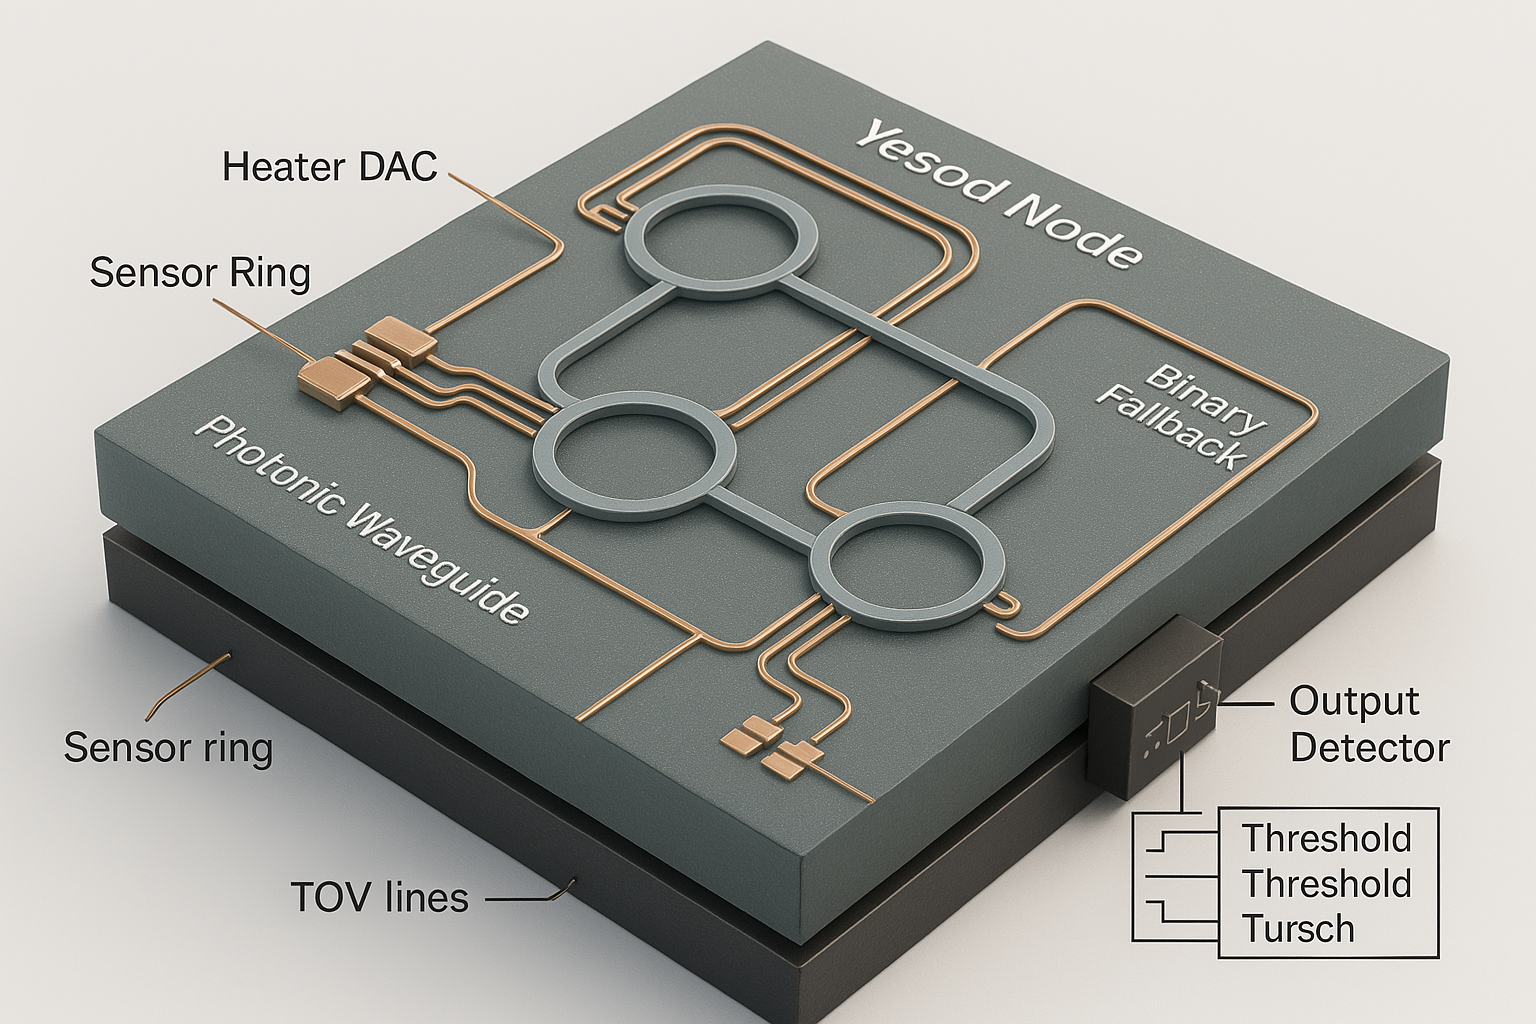 Yesod Node
Heater DAC
Sensor Ring
Binary
Fallback
Photonic Waveguide
Sensor ring
TOV lines
Output
Detector
Threshold
Threshold
Tursch